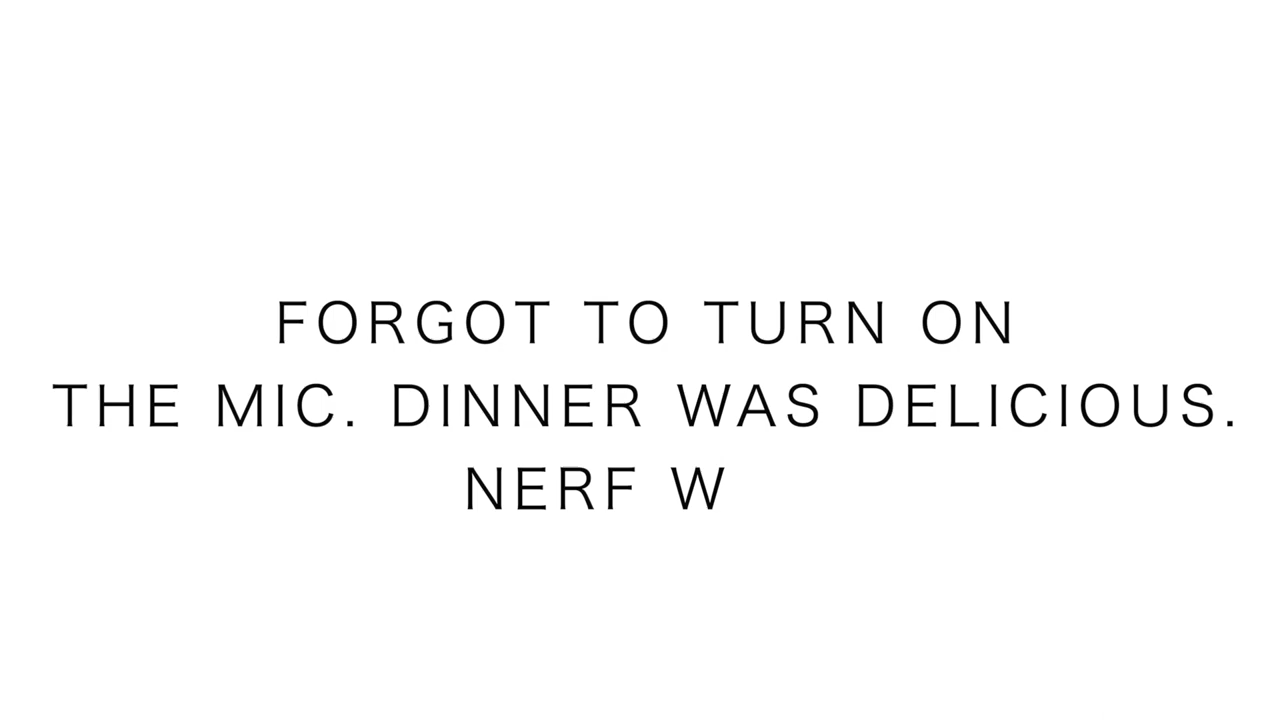 FORGOT TO TURN ON
THE MIC. DINNER WAS DELICIOUS.
NERF W